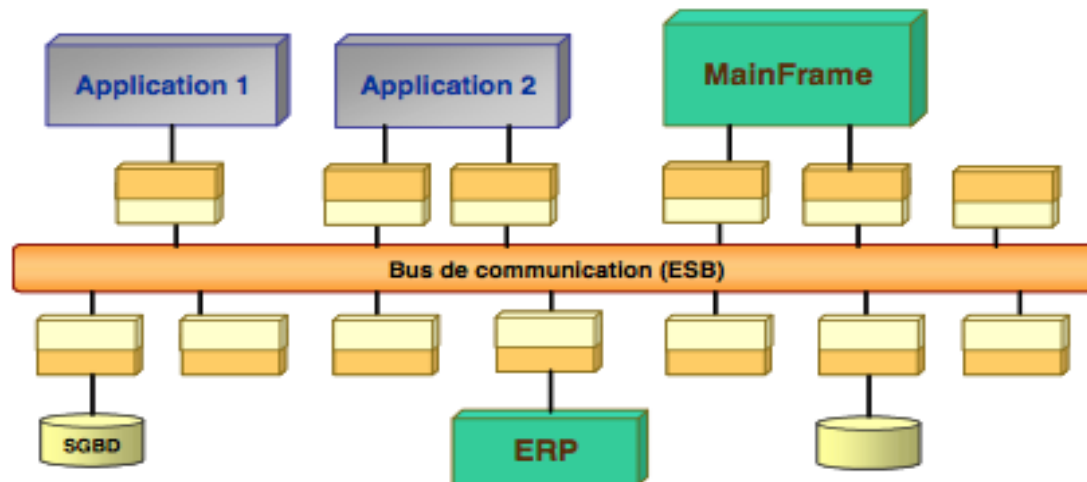 Application 1
Application 2
MainFrame
Bus de communication (ESB)
SGBD
ERP